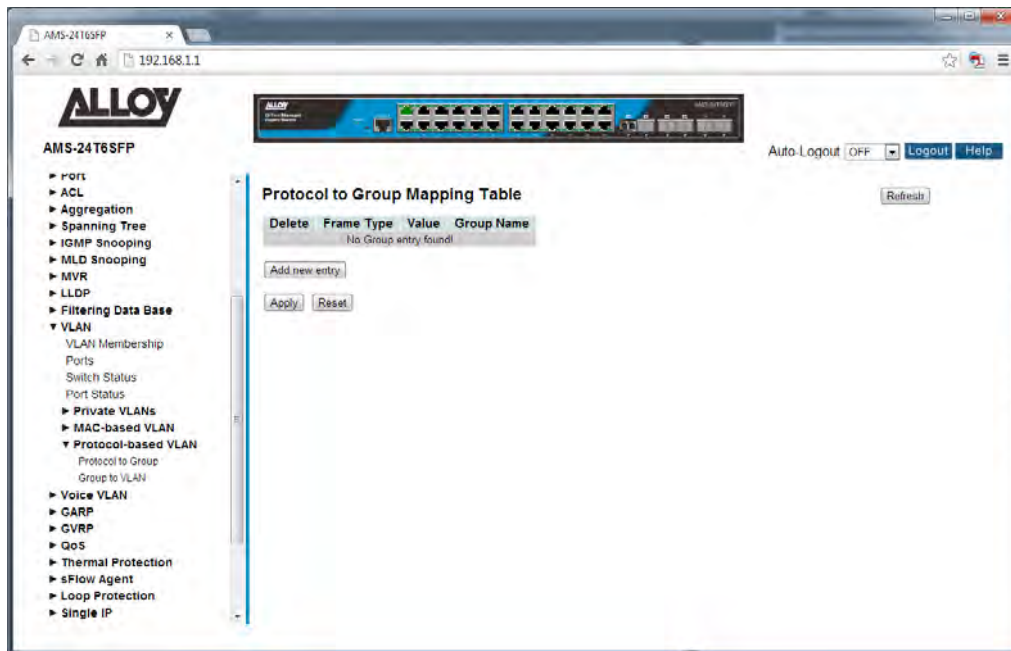 AMS-24T6SFP
192.168.1.1
ALLOY
ALLOY
AMS-24T6SFP
Auto-Logout OFF Logout Help
Port
ACL
Aggregation
Spanning Tree
IGMP Snooping
MLD Snooping
MVR
LLDP
Filtering Data Base
VLAN
VLAN Membership
Ports
Switch Status
Port Status
Private VLANs
MAC-based VLAN
Protocol-based VLAN
Protocol to Group
Group to VLAN
Voice VLAN
GARP
GVRP
QoS
Thermal Protection
sFlow Agent
Loop Protection
Single IP
Protocol to Group Mapping Table
Refresh
Delete Frame Type Value Group Name
No Group entry found!
Add new entry
Apply Reset